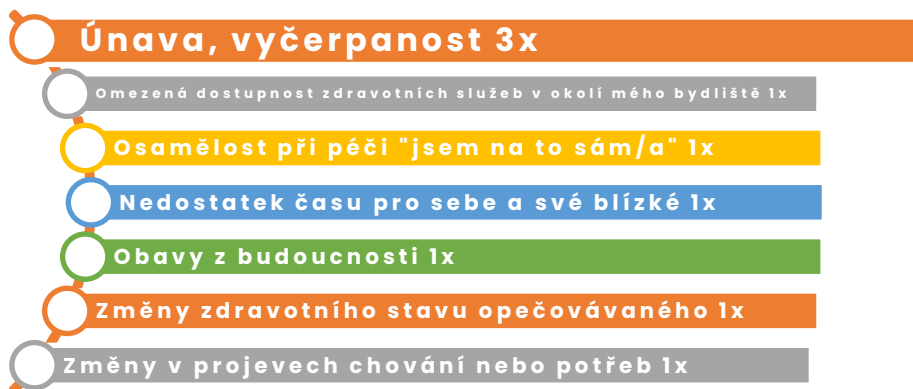 Únava, vyčerpanost 3x
Omezená dostupnost zdravotních služeb v okolí mého bydliště 1x
Osamělost při péči "jsem na to sám/a" 1x
Nedostatek času pro sebe a své blízké 1x
Obavy z budoucnosti 1x
Změny zdravotního stavu opečovávaného 1x
Změny v projevech chování nebo potřeb 1x